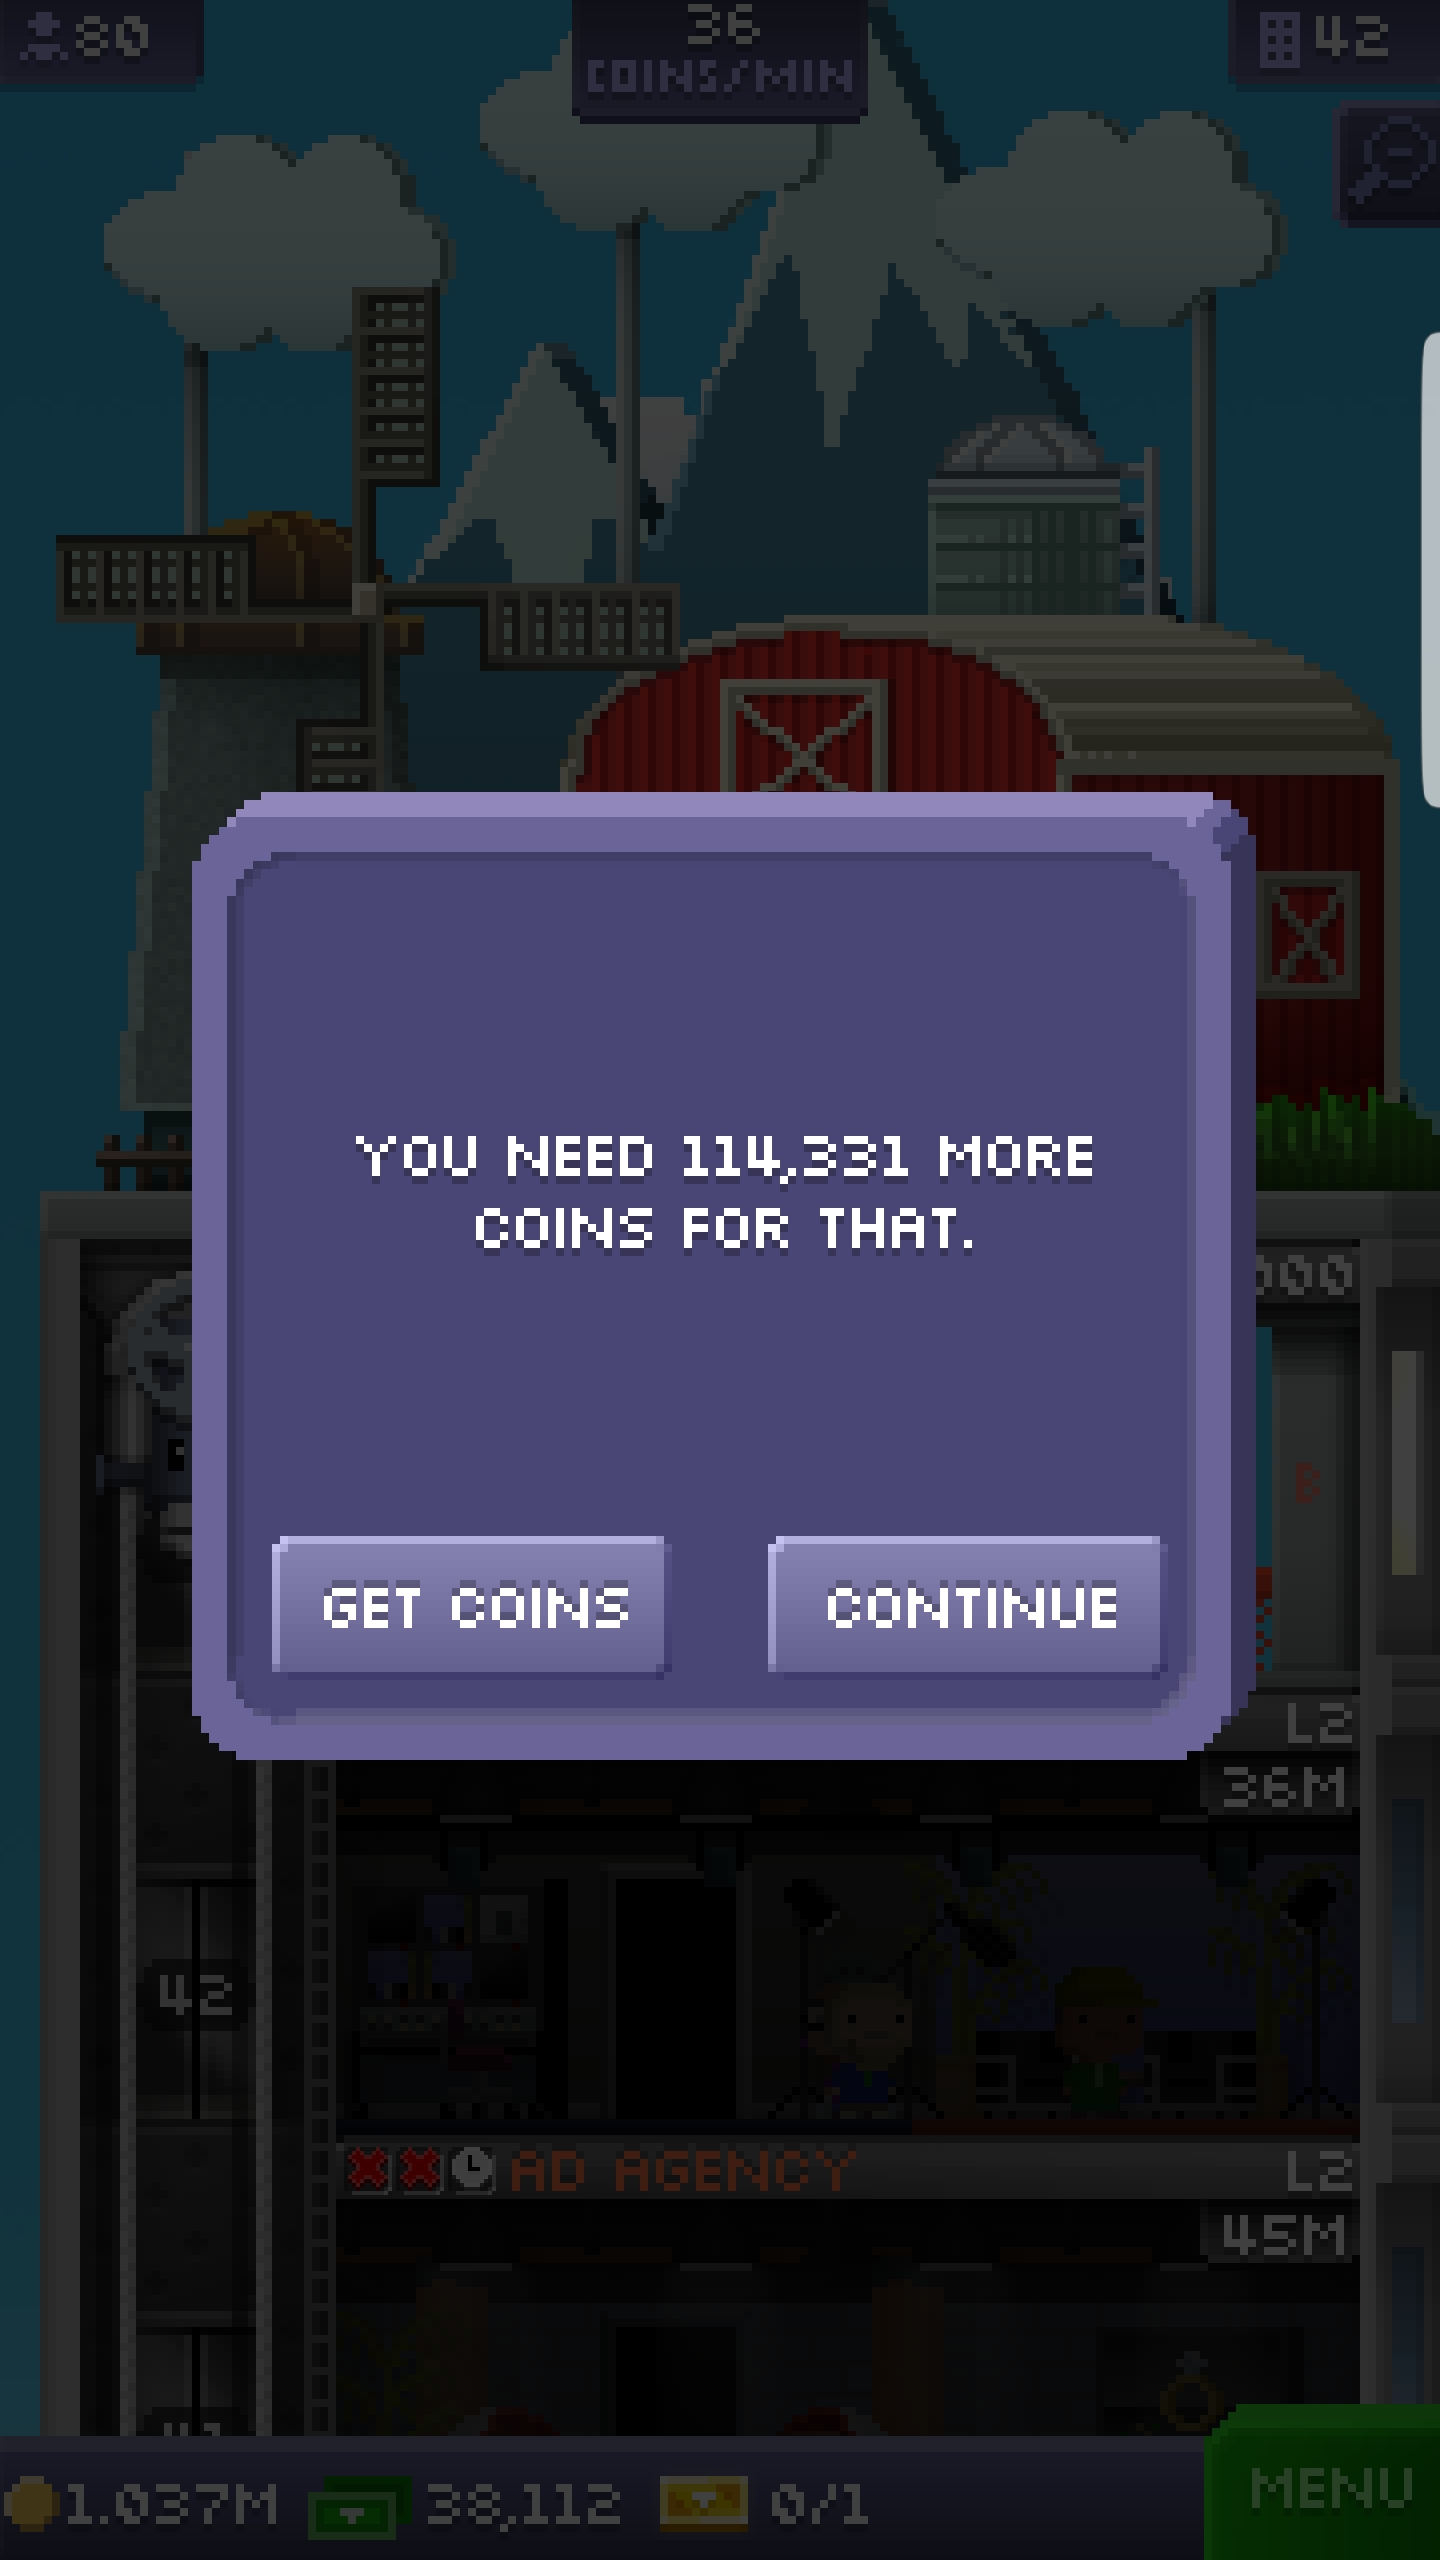 80
36
COINS/MIN
42
YOU NEED 114,331 MORE
COINS FOR THAT.
GET COINS
CONTINUE
B
L2
36M
42
AD AGENCY
L2
45M
1.037M
38,112
0/1
MENU